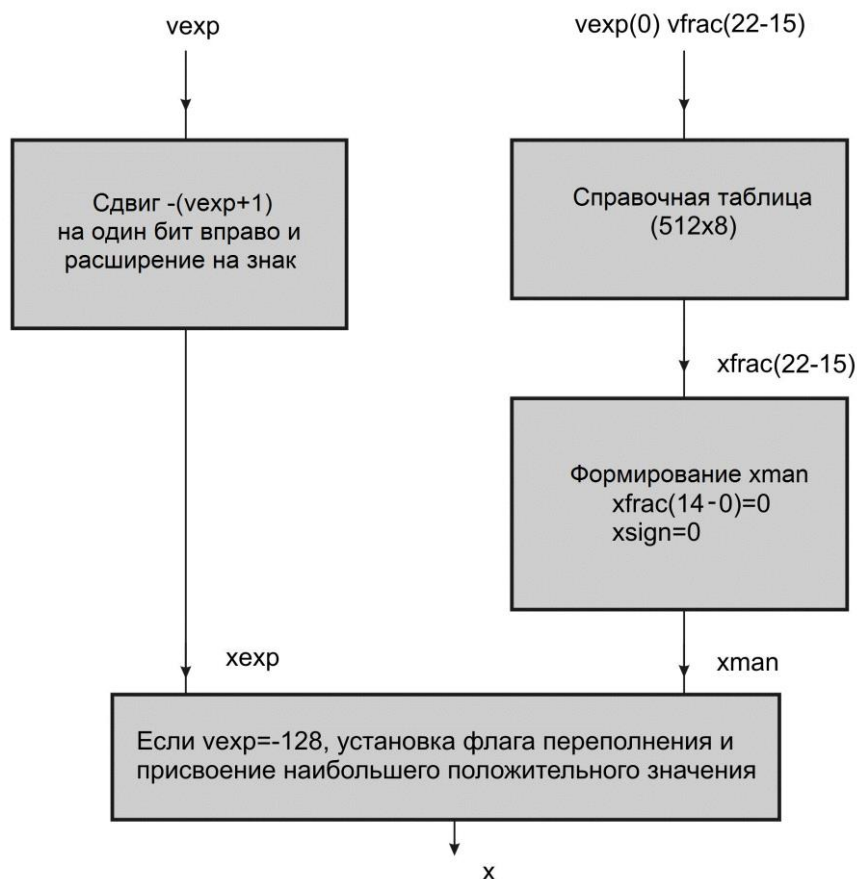 vexp
vexp(0) vfrac(22-15)
Сдвиг -(vexp+1)
на один бит вправо и
расширение на знак
Справочная таблица
(512x8)
xfrac(22-15)
Формирование xman
xfrac(14-0)=0
xsign=0
xexp
xman
Если vexp=-128, установка флага переполнения и
присвоение наибольшего положительного значения
x